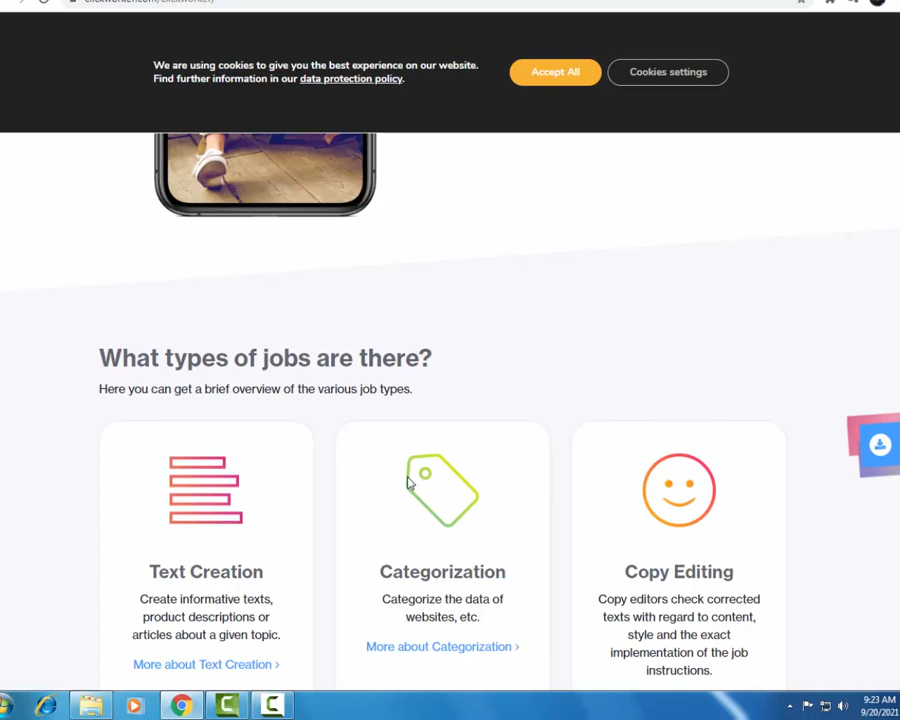 clickworker.com/clickworker/
We are using cookies to give you the best experience on our website.
Find further information in our data protection policy.
Accept All
Cookies settings
What types of jobs are there?
Here you can get a brief overview of the various job types.
Text Creation
Create informative texts,
product descriptions or
articles about a given topic.
More about Text Creation >
Categorization
Categorize the data of
websites, etc.
More about Categorization >
Copy Editing
Copy editors check corrected
texts with regard to content,
style and the exact
implementation of the job
instructions.
9:23 AM
9/20/2021